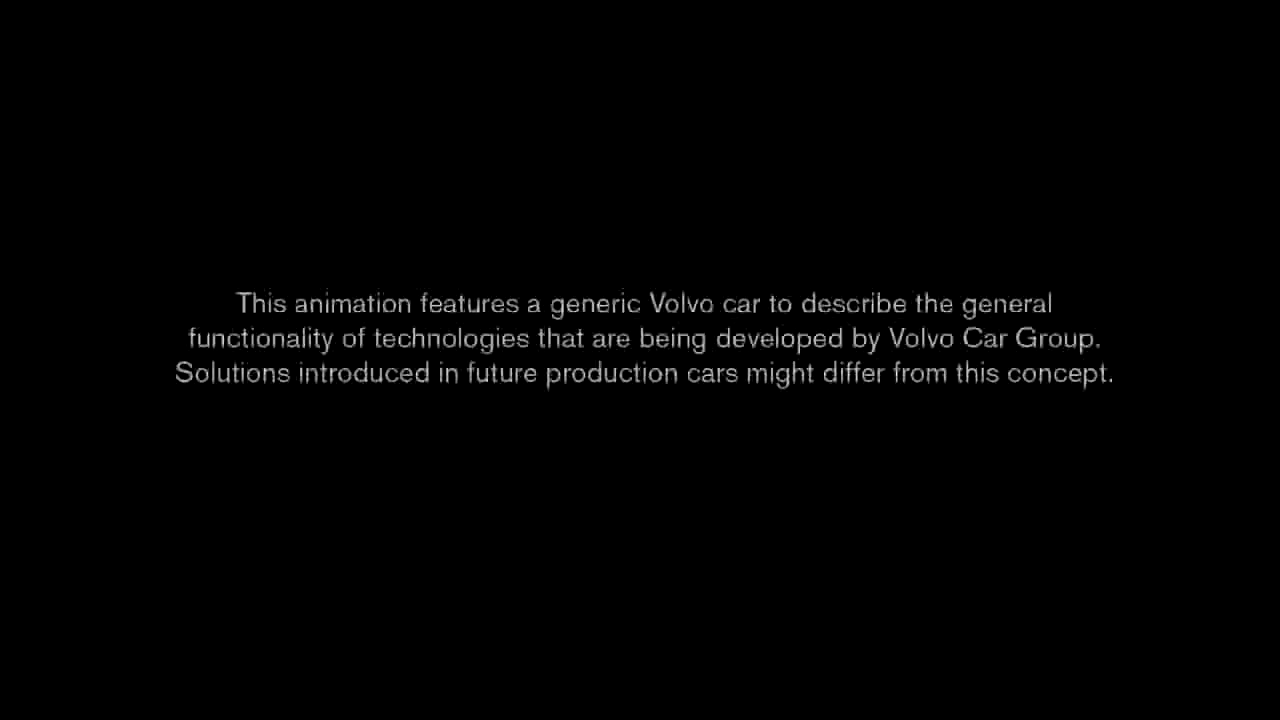 This animation features a generic Volvo car to describe the general
functionality of technologies that are being developed by Volvo Car Group.
Solutions introduced in future production cars might differ from this concept.